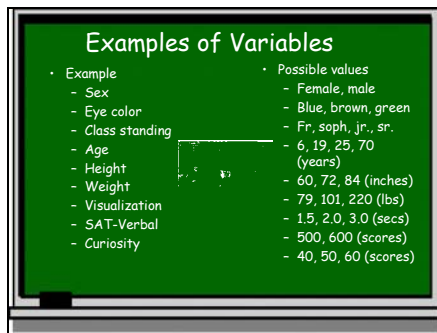 Examples of Variables
• Example
– Sex
– Eye color
– Class standing
– Age
– Height
– Weight
– Visualization
– SAT-Verbal
– Curiosity
• Possible values
– Female, male
– Blue, brown, green
– Fr, soph, jr., sr.
– 6, 19, 25, 70
(years)
– 60, 72, 84 (inches)
– 79, 101, 220 (lbs)
– 1.5, 2.0, 3.0 (secs)
– 500, 600 (scores)
– 40, 50, 60 (scores)